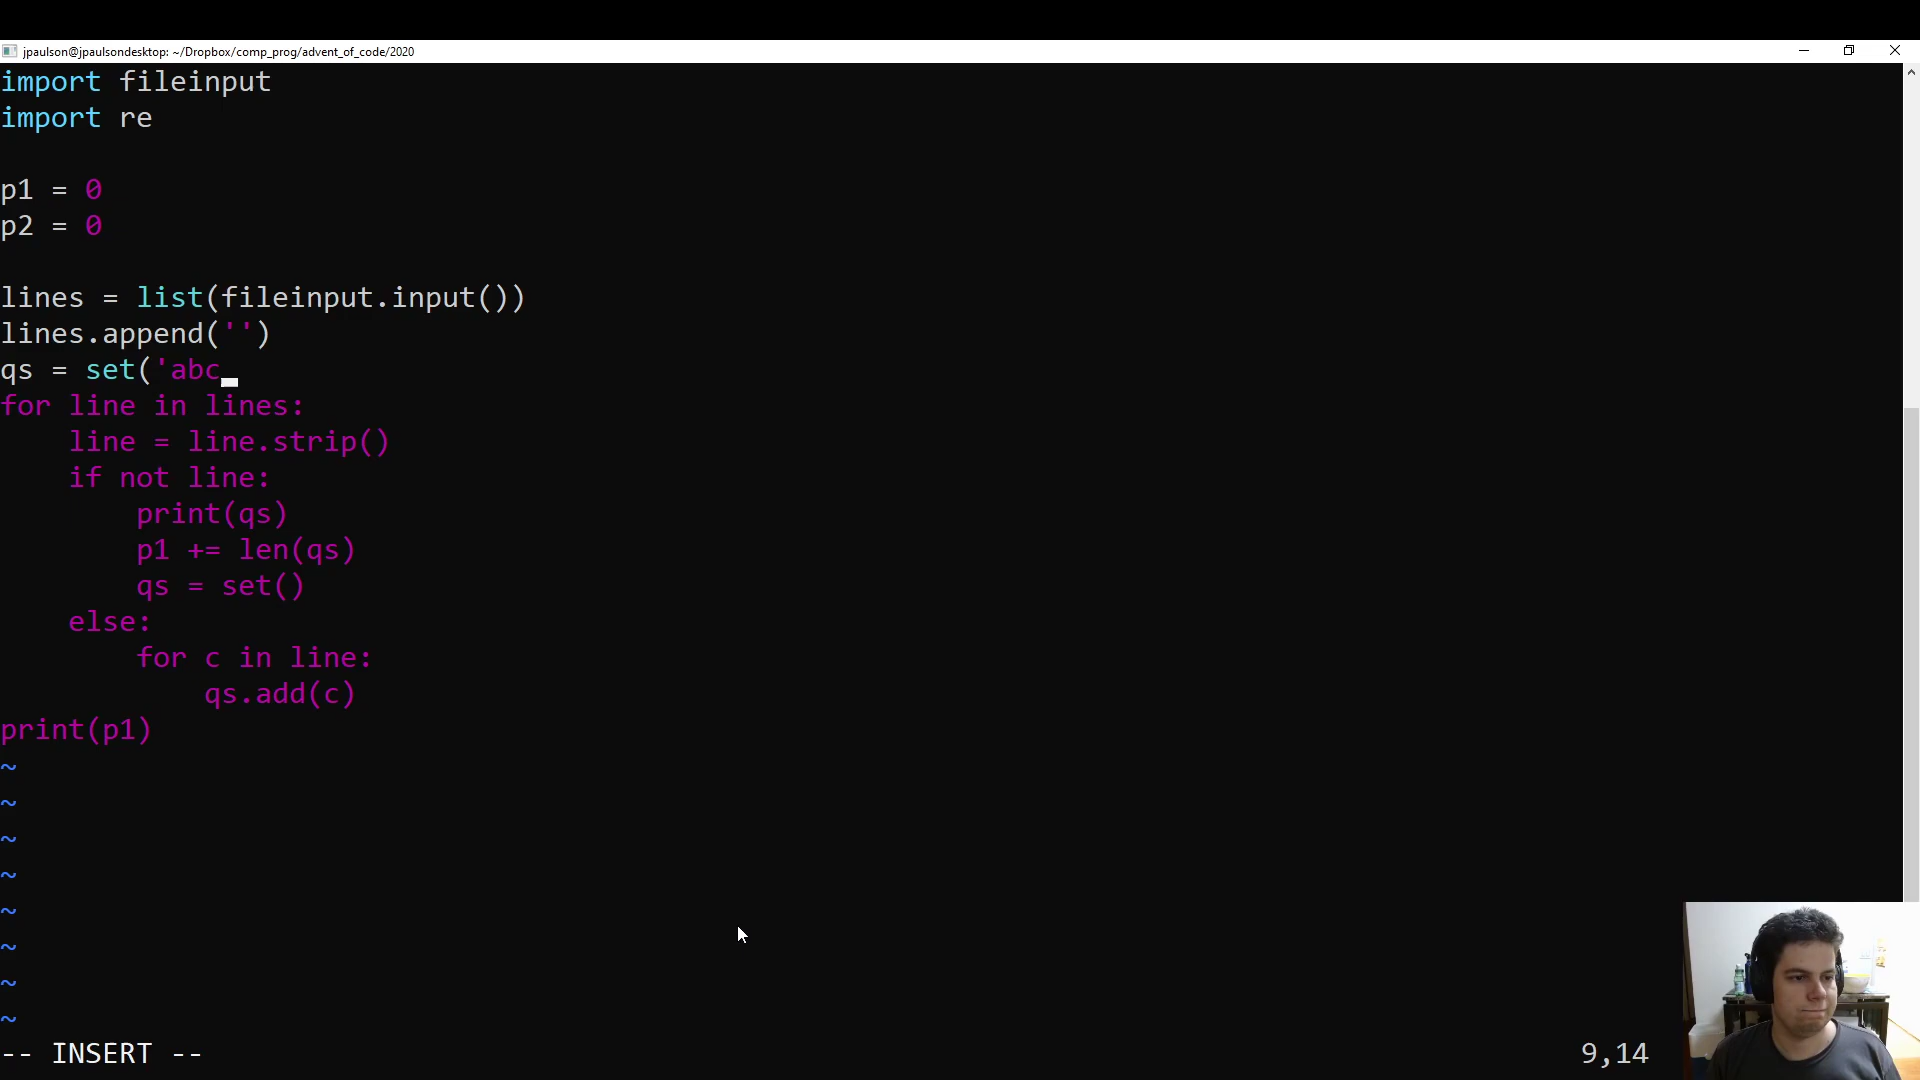 jpaulson@jpaulsondesktop: ~/Dropbox/comp_prog/advent_of_code/2020
import fileinput
import re
p1 = 0
p2 = 0
lines = list(fileinput.input())
lines.append('')
qs = set('abc
for line in lines:
    line = line.strip()
    if not line:
        print(qs)
        p1 += len(qs)
        qs = set()
    else:
        for c in line:
            qs.add(c)
print(p1)
~
~
~
~
~
~
~
~
-- INSERT --
9,14